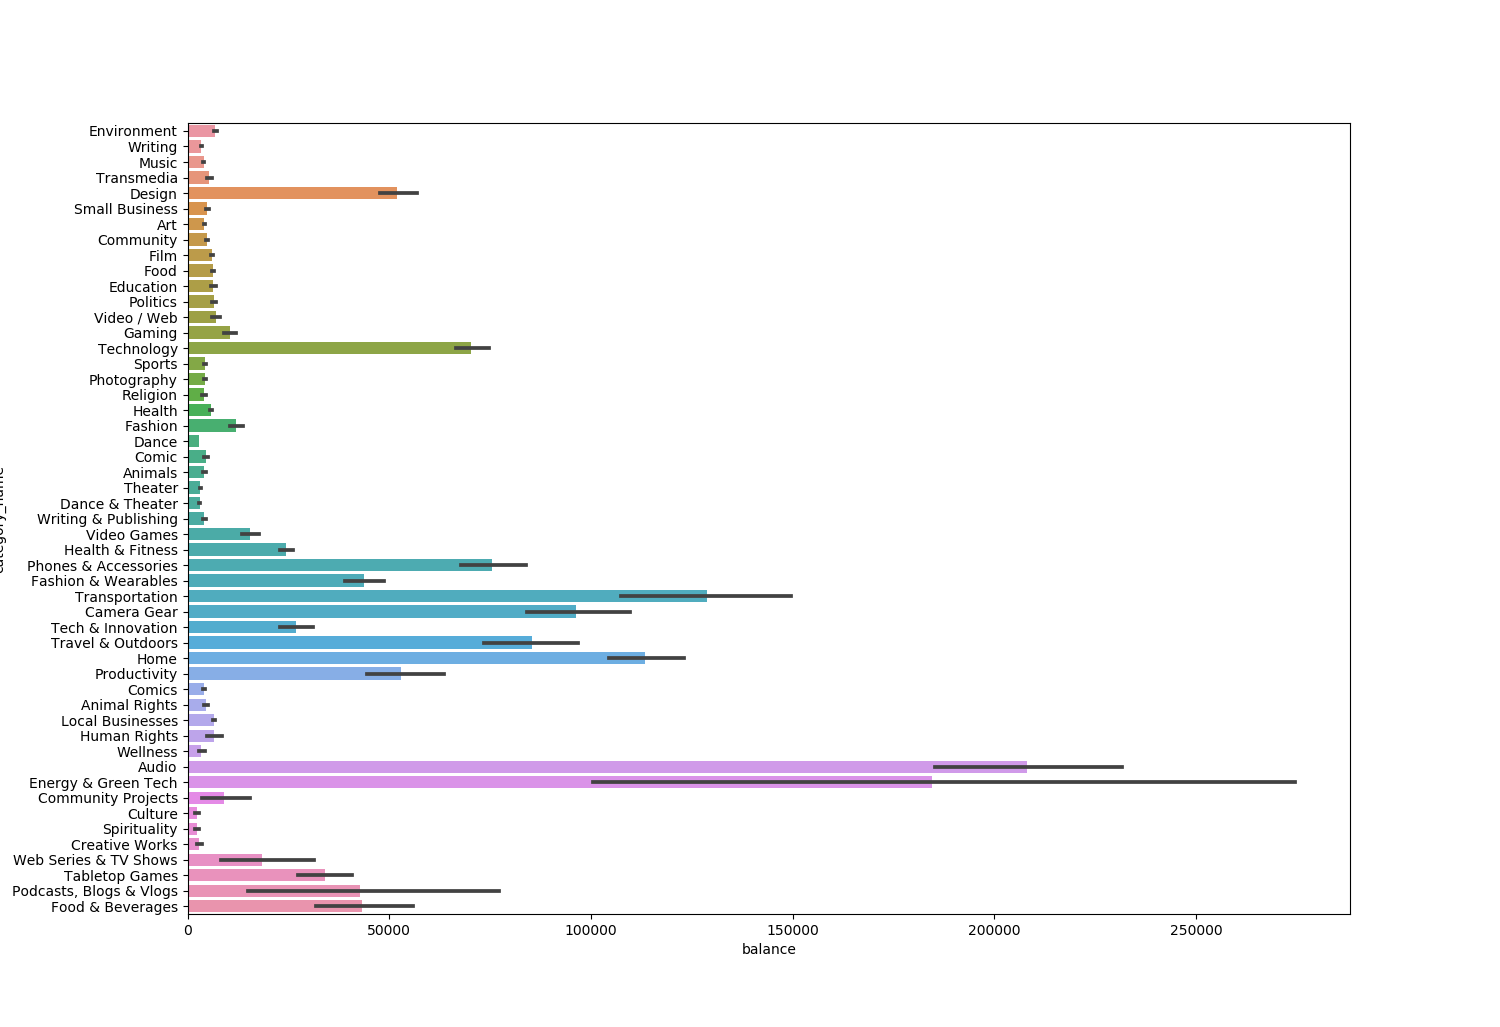 Environment
Writing
Music
Transmedia
Design
Small Business
Art
Community
Film
Food
Education
Politics
Video / Web
Gaming
Technology
Sports
Photography
Religion
Health
Fashion
Dance
Comic
Animals
Theater
Dance & Theater
Writing & Publishing
Video Games
Health & Fitness
Phones & Accessories
Fashion & Wearables
Transportation
Camera Gear
Tech & Innovation
Travel & Outdoors
Home
Productivity
Comics
Animal Rights
Local Businesses
Human Rights
Wellness
Audio
Energy & Green Tech
Community Projects
Culture
Spirituality
Creative Works
Web Series & TV Shows
Tabletop Games
Podcasts, Blogs & Vlogs
Food & Beverages
0 50000 100000 150000 200000 250000
balance